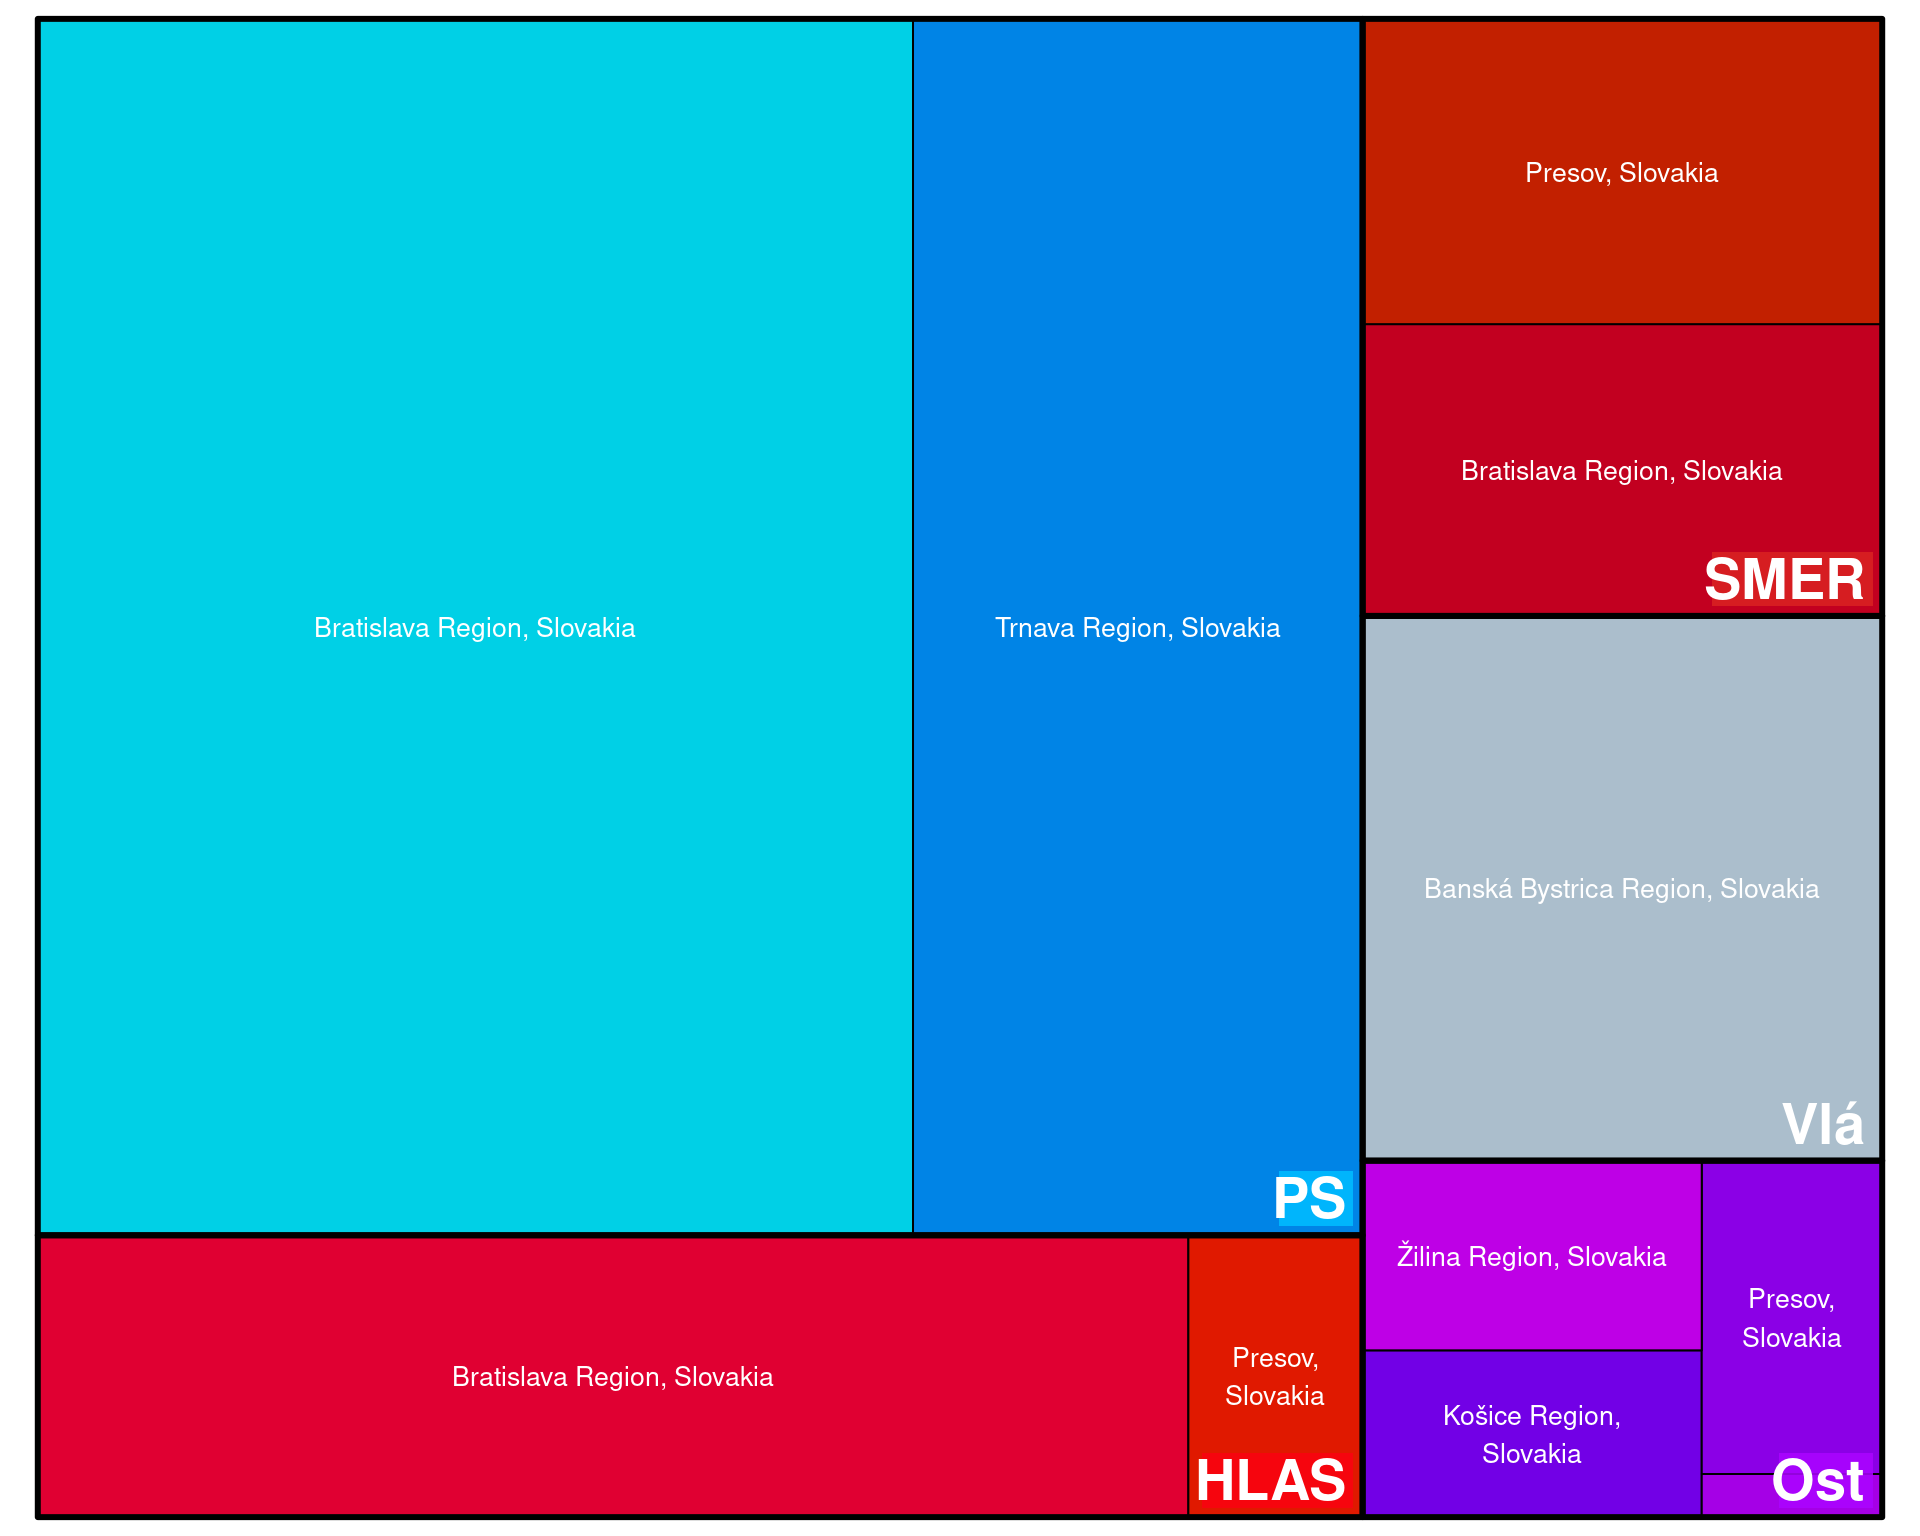 Bratislava Region, Slovakia
Trnava Region, Slovakia
PS
Bratislava Region, Slovakia
Presov,
Slovakia
HLAS
Presov, Slovakia
Bratislava Region, Slovakia
SMER
Banská Bystrica Region, Slovakia
Vlá
Žilina Region, Slovakia
Košice Region,
Slovakia
Presov,
Slovakia
Ost